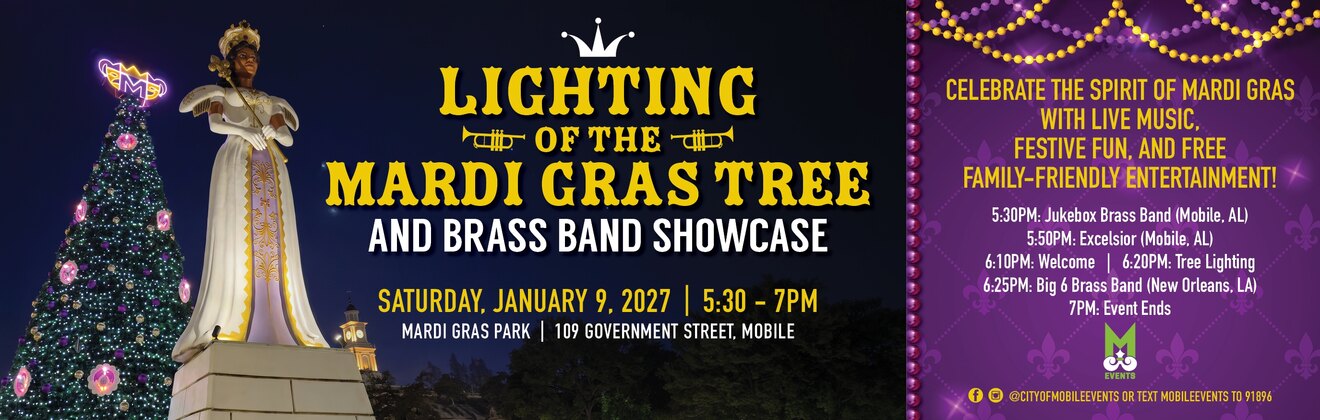 LIGHTING
OF THE
MARDI GRAS TREE
AND BRASS BAND SHOWCASE
SATURDAY, JANUARY 9, 2027 | 5:30 - 7PM
MARDI GRAS PARK | 109 GOVERNMENT STREET, MOBILE
CELEBRATE THE SPIRIT OF MARDI GRAS
WITH LIVE MUSIC,
FESTIVE FUN, AND FREE
FAMILY-FRIENDLY ENTERTAINMENT!
5:30PM: Jukebox Brass Band (Mobile, AL)
5:50PM: Excelsior (Mobile, AL)
6:10PM: Welcome | 6:20PM: Tree Lighting
6:25PM: Big 6 Brass Band (New Orleans, LA)
7PM: Event Ends
M
EVENTS
@CITYOFMOBILEEVENTS OR TEXT MOBILEEVENTS TO 91896